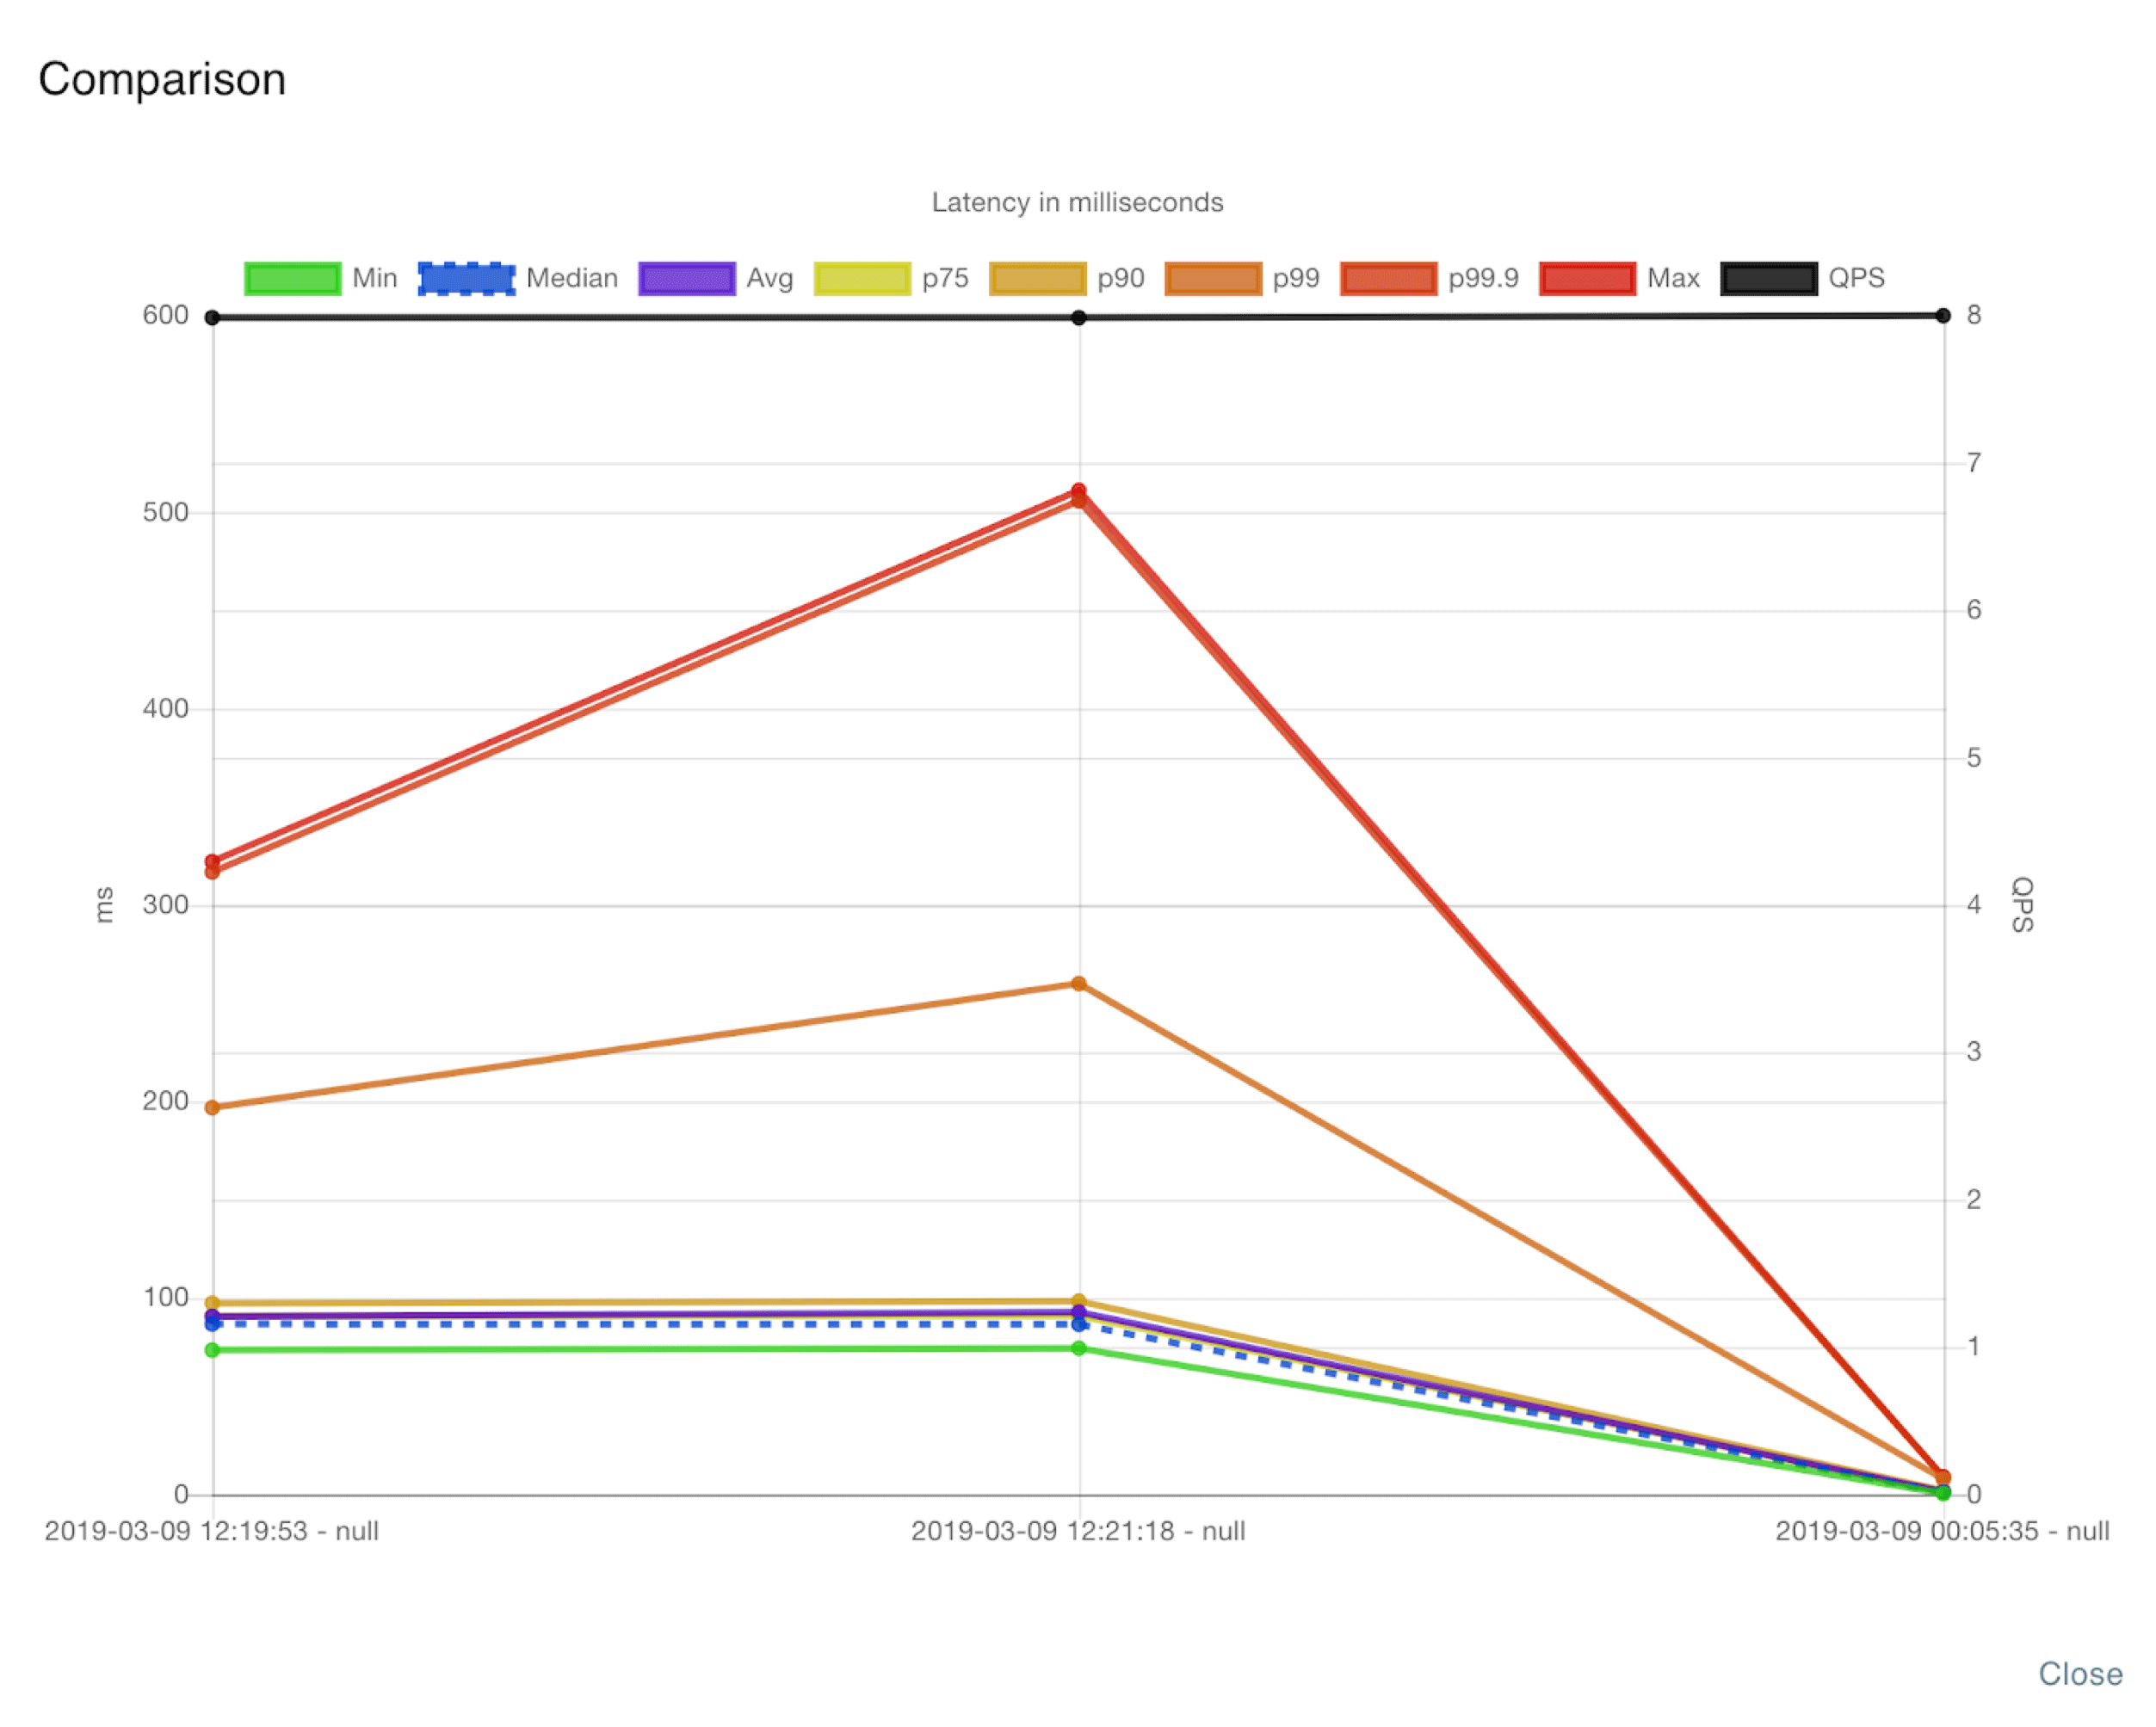 Comparison
Latency in milliseconds
Min Median Avg p75 p90 p99 p99.9 Max QPS
600
500
400
300
200
100
0
ms
8
7
6
5
4
3
2
1
0
QPS
2019-03-09 12:19:53 - null
2019-03-09 12:21:18 - null
2019-03-09 00:05:35 - null
Close